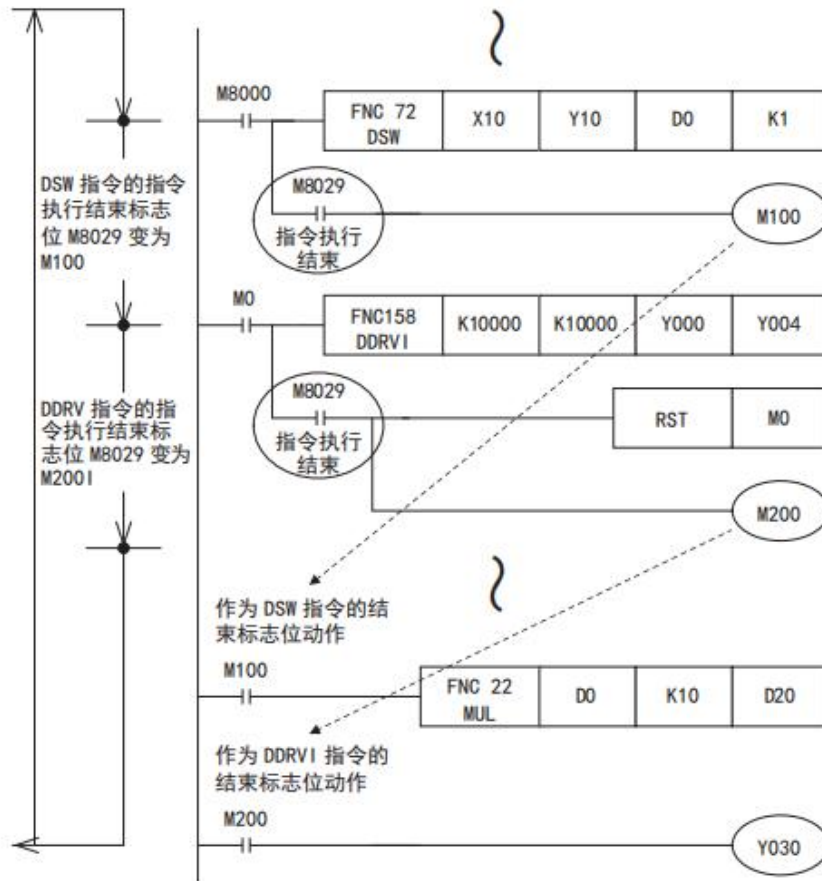 M8000
FNC 72
DSW
X10
Y10
D0
K1
DSW 指令的指令
执行结束标志
位 M8029 变为
M100
M8029
指令执行
结束
M100
M0
FNC158
DDRVI
K10000
K10000
Y000
Y004
DDRV 指令的指
令执行结束标
志位 M8029 变为
M200I
M8029
指令执行
结束
RST
M0
M200
作为 DSW 指令的结
束标志位动作
M100
FNC 22
MUL
D0
K10
D20
作为 DDRVI 指令的
结束标志位动作
M200
Y030